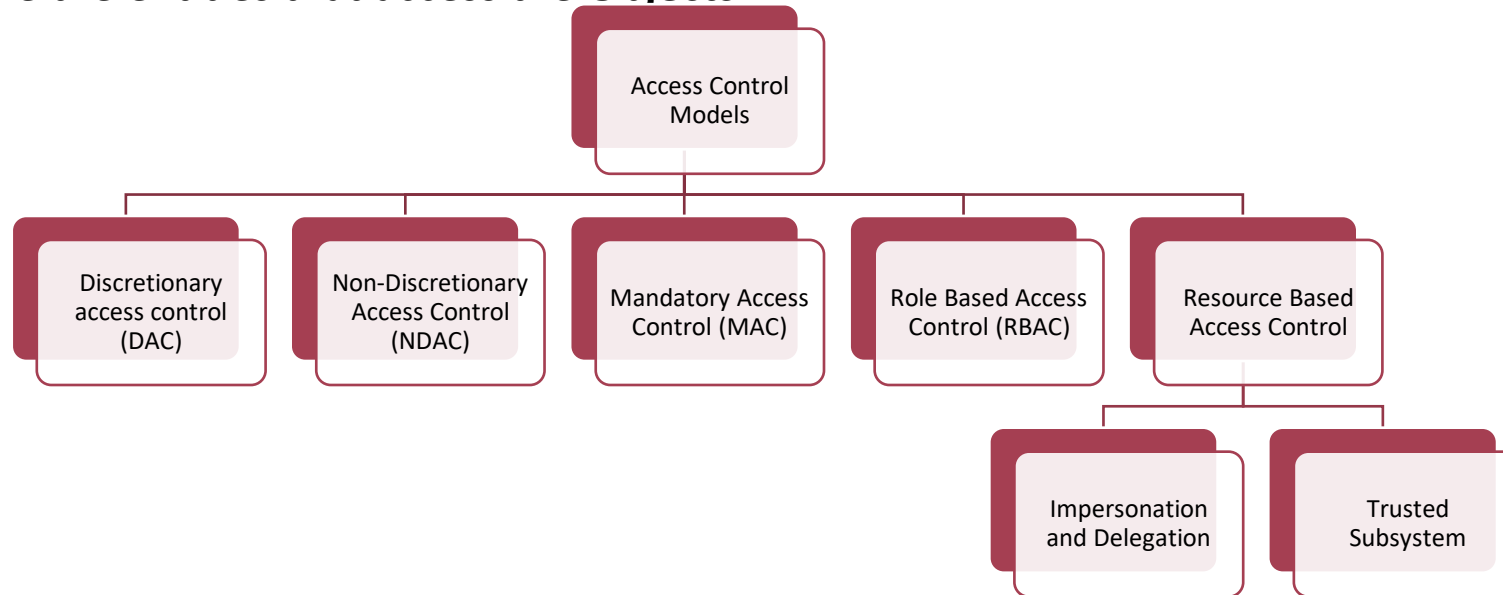 Access Control
Models
Discretionary
access control
(DAC)
Non-Discretionary
Access Control
(NDAC)
Mandatory Access
Control (MAC)
Role Based Access
Control (RBAC)
Resource Based
Access Control
Impersonation
and Delegation
Trusted
Subsystem